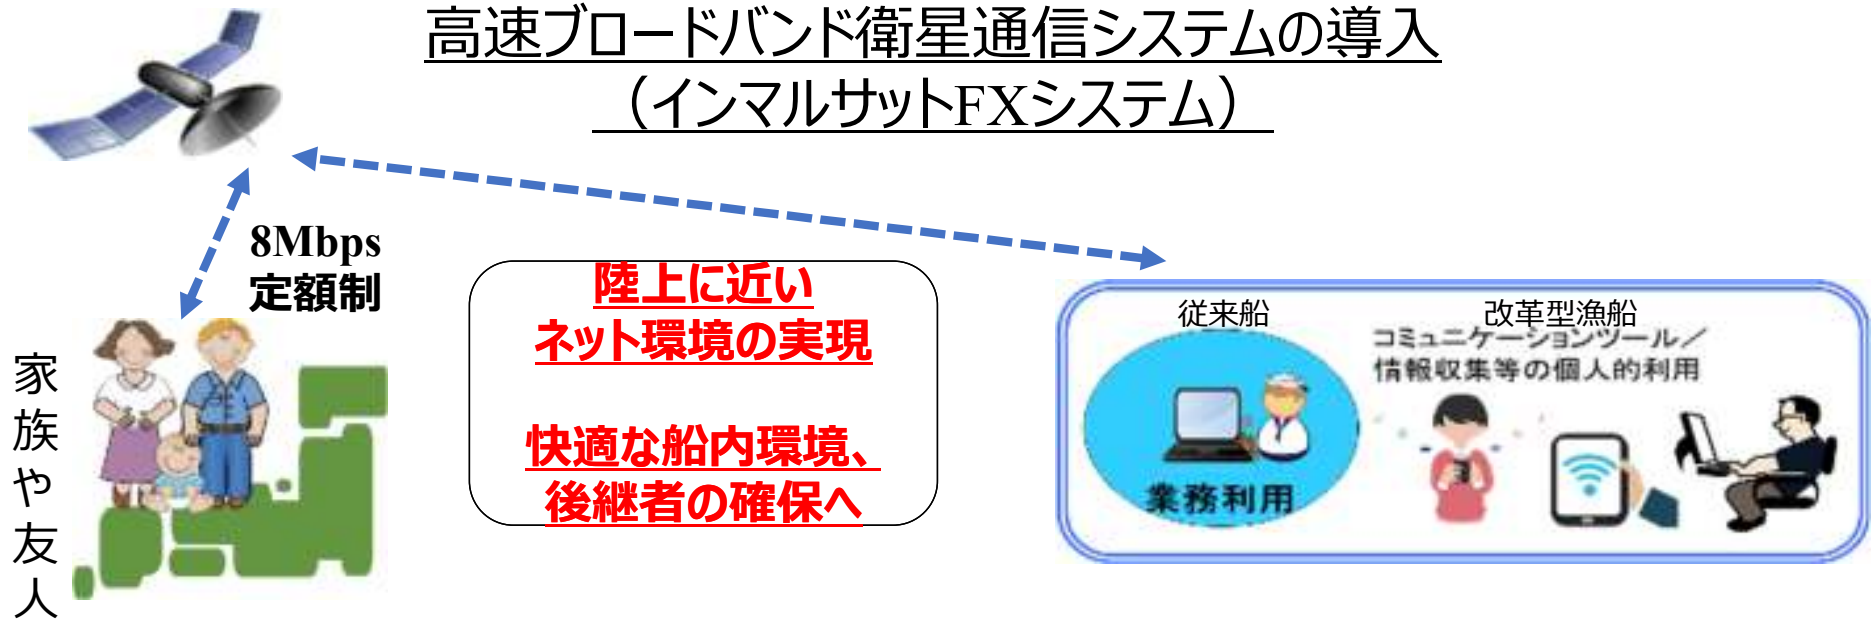 高速ブロードバンド衛星通信システムの導入
（インマルサットFXシステム）
8Mbps
定額制
家族や友人
陸上に近い
ネット環境の実現
快適な船内環境、
後継者の確保へ
従来船
業務利用
改革型漁船
コミュニケーションツール／
情報収集等の個人的利用